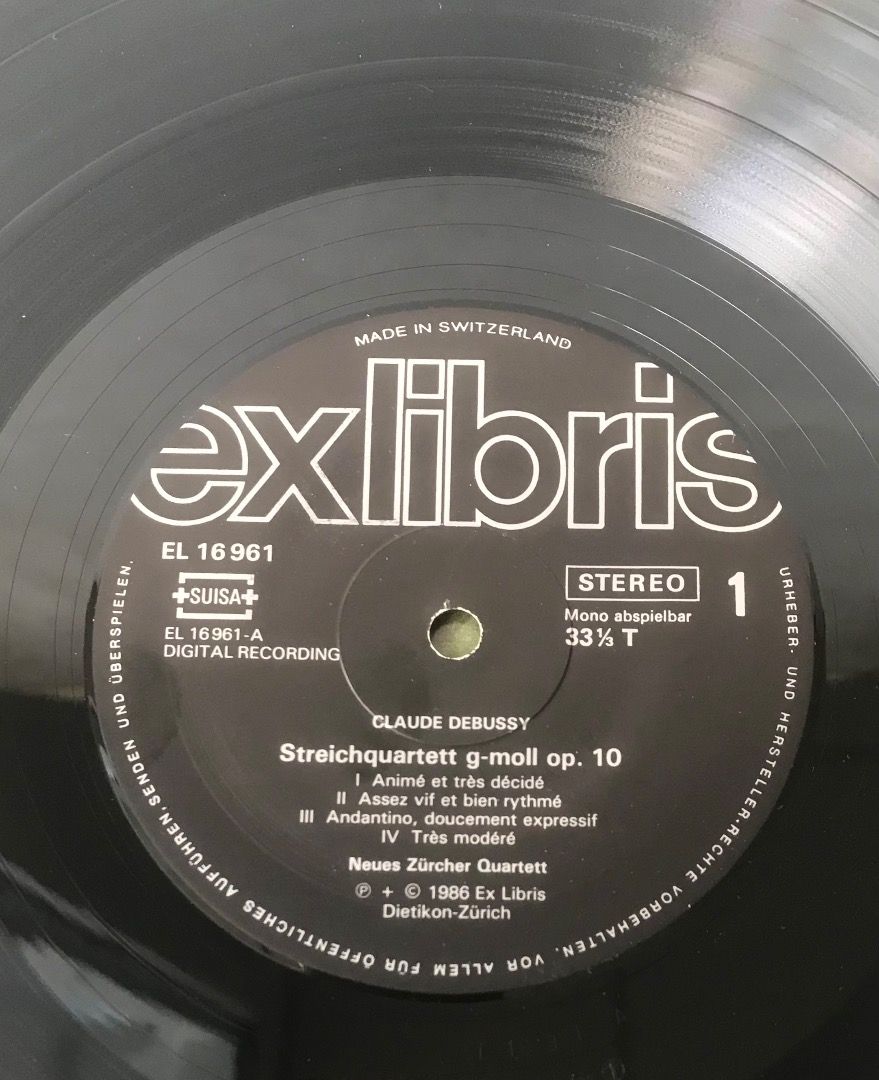 MADE IN SWITZERLAND
exlibris
EL 16 961
SUISA
EL 16 961-A
DIGITAL RECORDING
STEREO
1
Mono abspielbar
33⅓ T
CLAUDE DEBUSSY
Streichquartett g-moll op. 10
I Animé et très décidé
II Assez vif et bien rythmé
III Andantino, doucement expressif
IV Très modéré
Neues Zürcher Quartett
℗ + © 1986 Ex Libris
Dietikon-Zürich
URHEBER- UND HERSTELLER-RECHTE VORBEHALTEN. VOR ALLEM FÜR ÖFFENTLICHES AUFFÜHREN, SENDEN UND ÜBERSPIELEN.